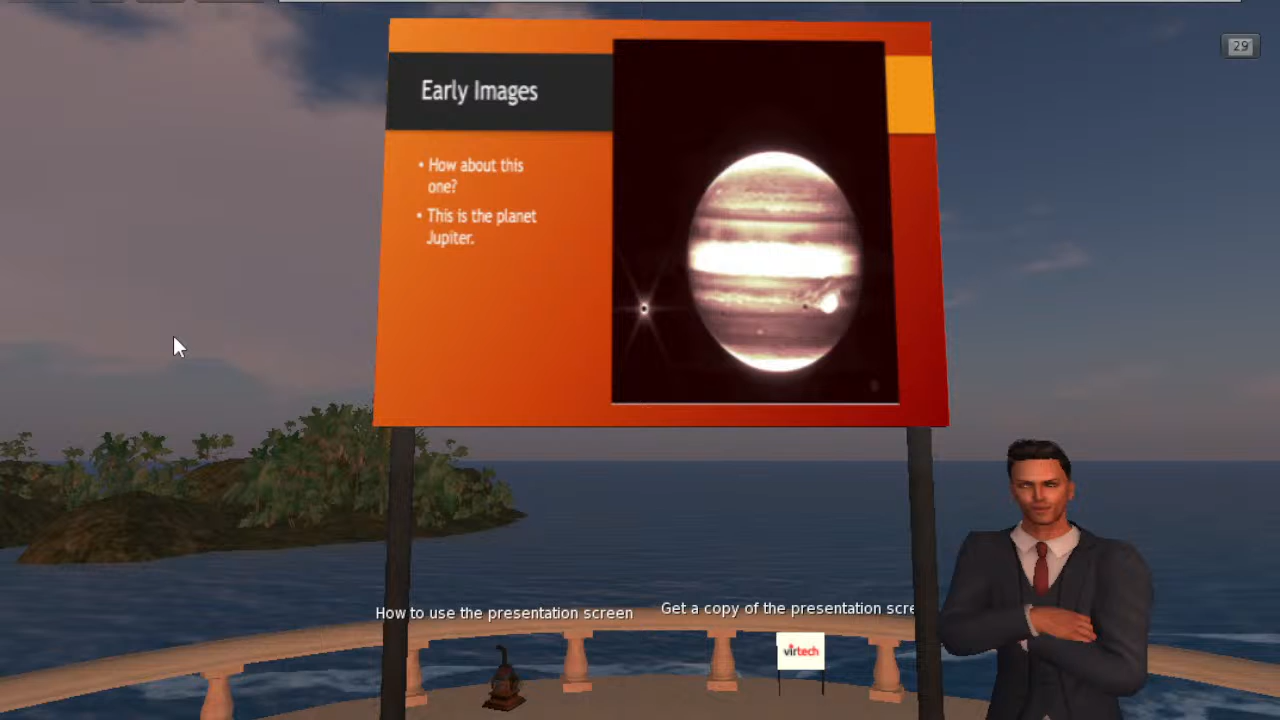 29
Early Images
• How about this
one?
• This is the planet
Jupiter.
How to use the presentation screen
Get a copy of the presentation scre
virtech